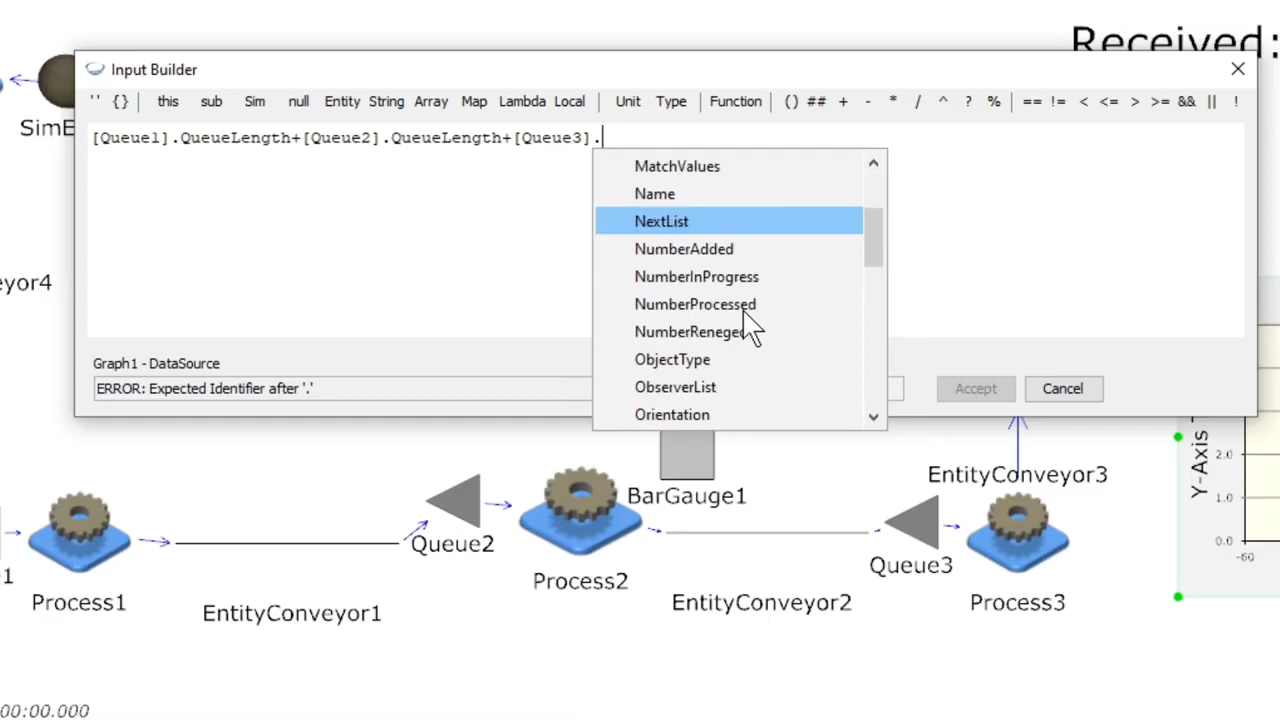 Received:
Input Builder
' ' {} this sub Sim null Entity String Array Map Lambda Local Unit Type Function () ## + - * / ^ ? % == != < <= > >= && || !
SimE
[Queue1].QueueLength+[Queue2].QueueLength+[Queue3].
MatchValues
Name
NextList
NumberAdded
NumberInProgress
NumberProcessed
NumberReneged
ObjectType
ObserverList
Orientation
eyor4
Graph1 - DataSource
ERROR: Expected Identifier after '.'
Accept
Cancel
Y-Axis
2.0
1.0
0.0
-60
EntityConveyor3
BarGauge1
Queue2
Queue3
Process2
1
Process1
EntityConveyor1
EntityConveyor2
Process3
00:00.000